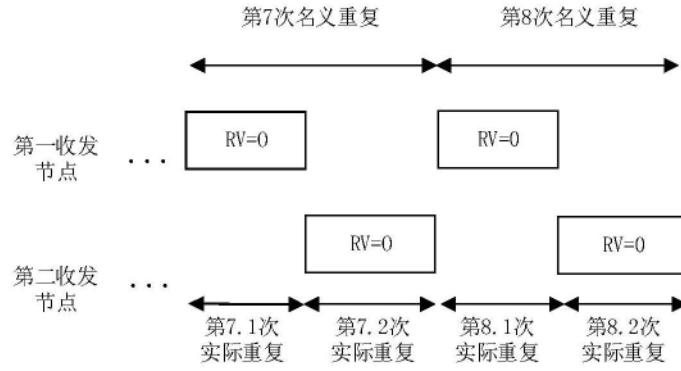 第7次名义重复 第8次名义重复
第一收发
节点
... RV=0 RV=0
第二收发
节点
... RV=0 RV=0
第7.1次
实际重复
第7.2次
实际重复
第8.1次
实际重复
第8.2次
实际重复